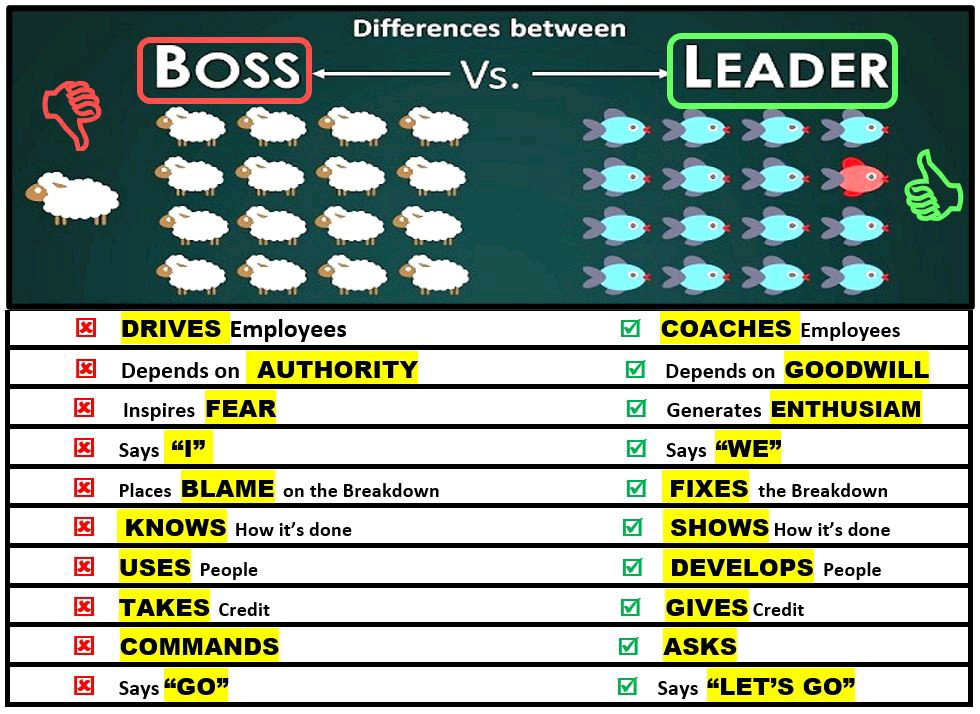 Differences between
BOSS Vs. LEADER
DRIVES Employees
COACHES Employees
Depends on AUTHORITY
Depends on GOODWILL
Inspires FEAR
Generates ENTHUSIAM
Says “I”
Says “WE”
Places BLAME on the Breakdown
FIXES the Breakdown
KNOWS How it’s done
SHOWS How it’s done
USES People
DEVELOPS People
TAKES Credit
GIVES Credit
COMMANDS
ASKS
Says “GO”
Says “LET’S GO”